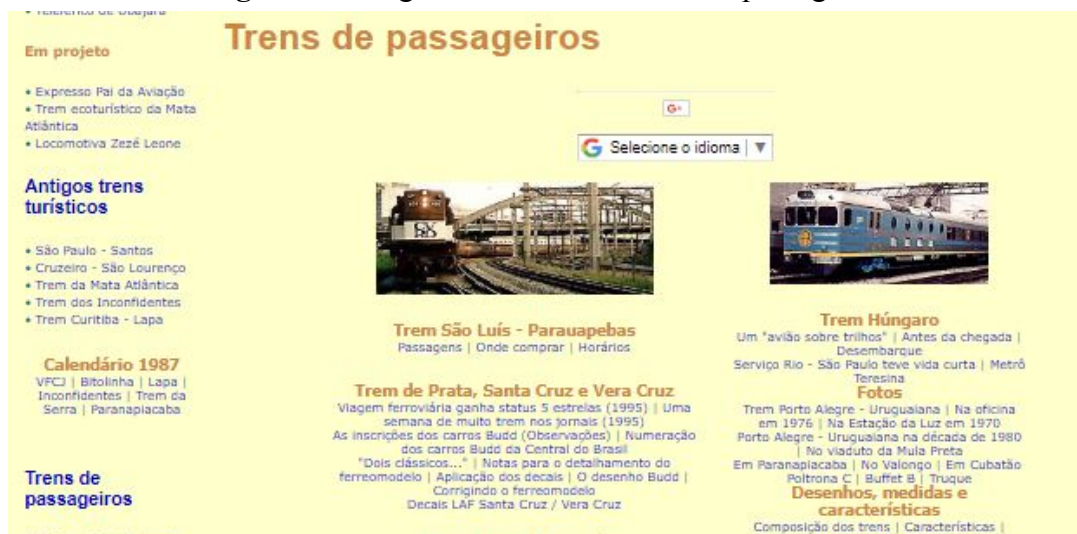 • Teleférico de Ubajara
Em projeto
• Expresso Pai da Aviação
• Trem ecoturístico da Mata
Atlântica
• Locomotiva Zezé Leone
Antigos trens
turísticos
• São Paulo - Santos
• Cruzeiro - São Lourenço
• Trem da Mata Atlântica
• Trem dos Inconfidentes
• Trem Curitiba - Lapa
Calendário 1987
VFCJ | Bitolinha | Lapa |
Inconfidentes | Trem da
Serra | Paranapiacaba
Trens de
passageiros
Trens de passageiros
G+
G Selecione o idioma | ▼
Trem São Luís - Parauapebas
Passagens | Onde comprar | Horários
Trem de Prata, Santa Cruz e Vera Cruz
Viagem ferroviária ganha status 5 estrelas (1995) | Uma
semana de muito trem nos jornais (1995)
As inscrições dos carros Budd (Observações) | Numeração
dos carros Budd da Central do Brasil
"Dois clássicos..." | Notas para o detalhamento do
ferreomodelo | Aplicação dos decais | O desenho Budd |
Corrigindo o ferreomodelo
Decais LAF Santa Cruz / Vera Cruz
Trem Húngaro
Um "avião sobre trilhos" | Antes da chegada |
Desembarque
Serviço Rio - São Paulo teve vida curta | Metrô
Teresina
Fotos
Trem Porto Alegre - Uruguaiana | Na oficina
em 1976 | Na Estação da Luz em 1970
Porto Alegre - Uruguaiana na década de 1980
| No viaduto da Mula Preta
Em Paranapiacaba | No Valongo | Em Cubatão
Poltrona C | Buffet B | Truque
Desenhos, medidas e
características
Composição dos trens | Características |